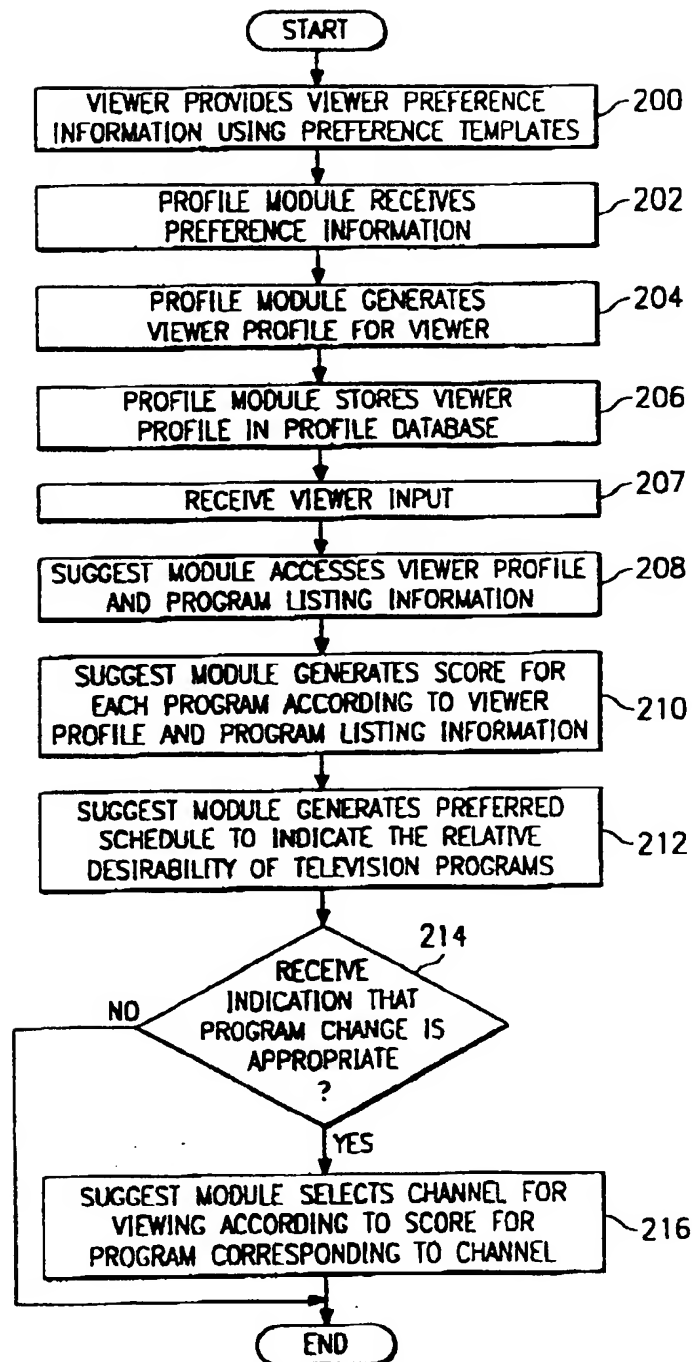 START
VIEWER PROVIDES VIEWER PREFERENCE
INFORMATION USING PREFERENCE TEMPLATES
200
PROFILE MODULE RECEIVES
PREFERENCE INFORMATION
202
PROFILE MODULE GENERATES
VIEWER PROFILE FOR VIEWER
204
PROFILE MODULE STORES VIEWER
PROFILE IN PROFILE DATABASE
206
RECEIVE VIEWER INPUT
207
SUGGEST MODULE ACCESSES VIEWER PROFILE
AND PROGRAM LISTING INFORMATION
208
SUGGEST MODULE GENERATES SCORE FOR
EACH PROGRAM ACCORDING TO VIEWER
PROFILE AND PROGRAM LISTING INFORMATION
210
SUGGEST MODULE GENERATES PREFERRED
SCHEDULE TO INDICATE THE RELATIVE
DESIRABILITY OF TELEVISION PROGRAMS
212
214
RECEIVE
INDICATION THAT
PROGRAM CHANGE IS
APPROPRIATE
?
NO
YES
SUGGEST MODULE SELECTS CHANNEL FOR
VIEWING ACCORDING TO SCORE FOR
PROGRAM CORRESPONDING TO CHANNEL
216
END